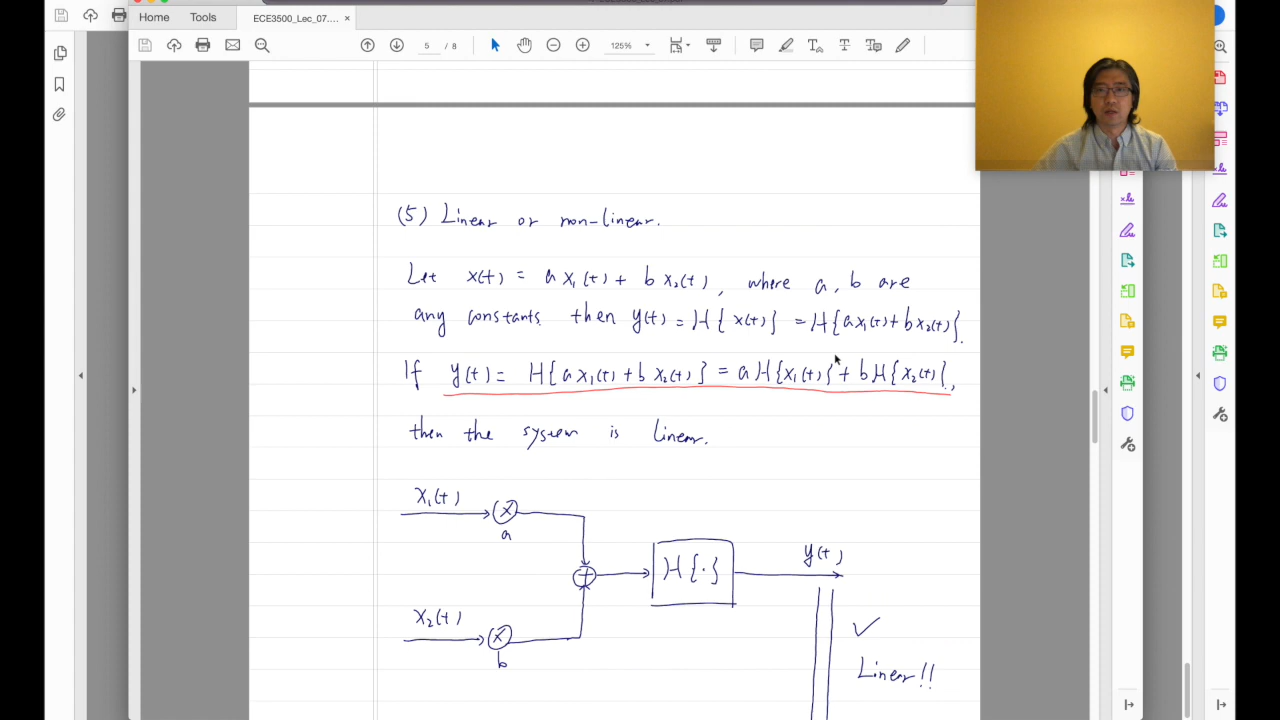 Home Tools ECE3500_Lec_07.... ×
5 / 8 125%
(5) Linear or non-linear.
Let x(t) = a x₁(t) + b x₂(t), where a, b are
any constants then y(t) = H{ x(t)} = H{ax₁(t)+bx₂(t)}.
If y(t) = H{a x₁(t)+b x₂(t)} = aH{x₁(t)} + bH{x₂(t)},
then the system is linear.
x₁(t) x
a
y(t)
+ H{·}
x₂(t) x
b
✓
Linear!!